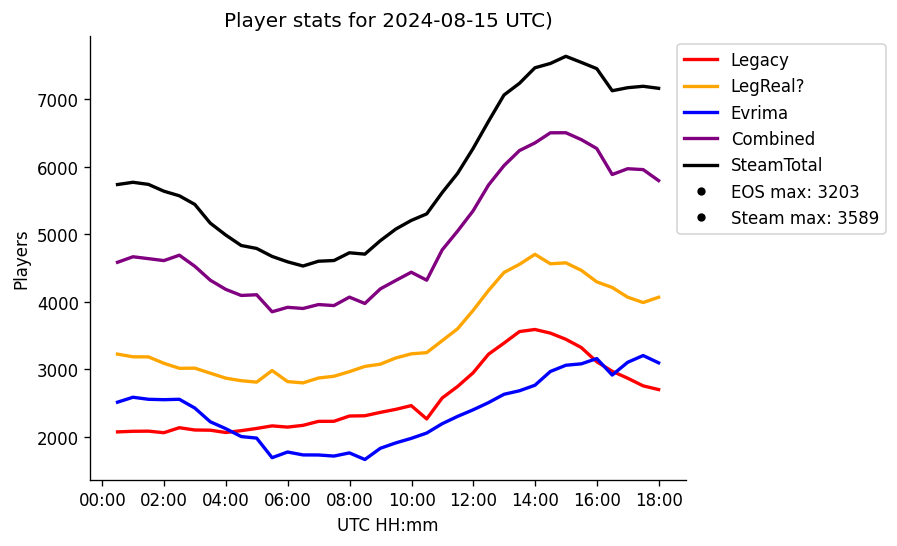 Player stats for 2024-08-15 UTC)
Legacy
LegReal?
Evrima
Combined
SteamTotal
EOS max: 3203
Steam max: 3589
Players
7000
6000
5000
4000
3000
2000
00:00 02:00 04:00 06:00 08:00 10:00 12:00 14:00 16:00 18:00
UTC HH:mm